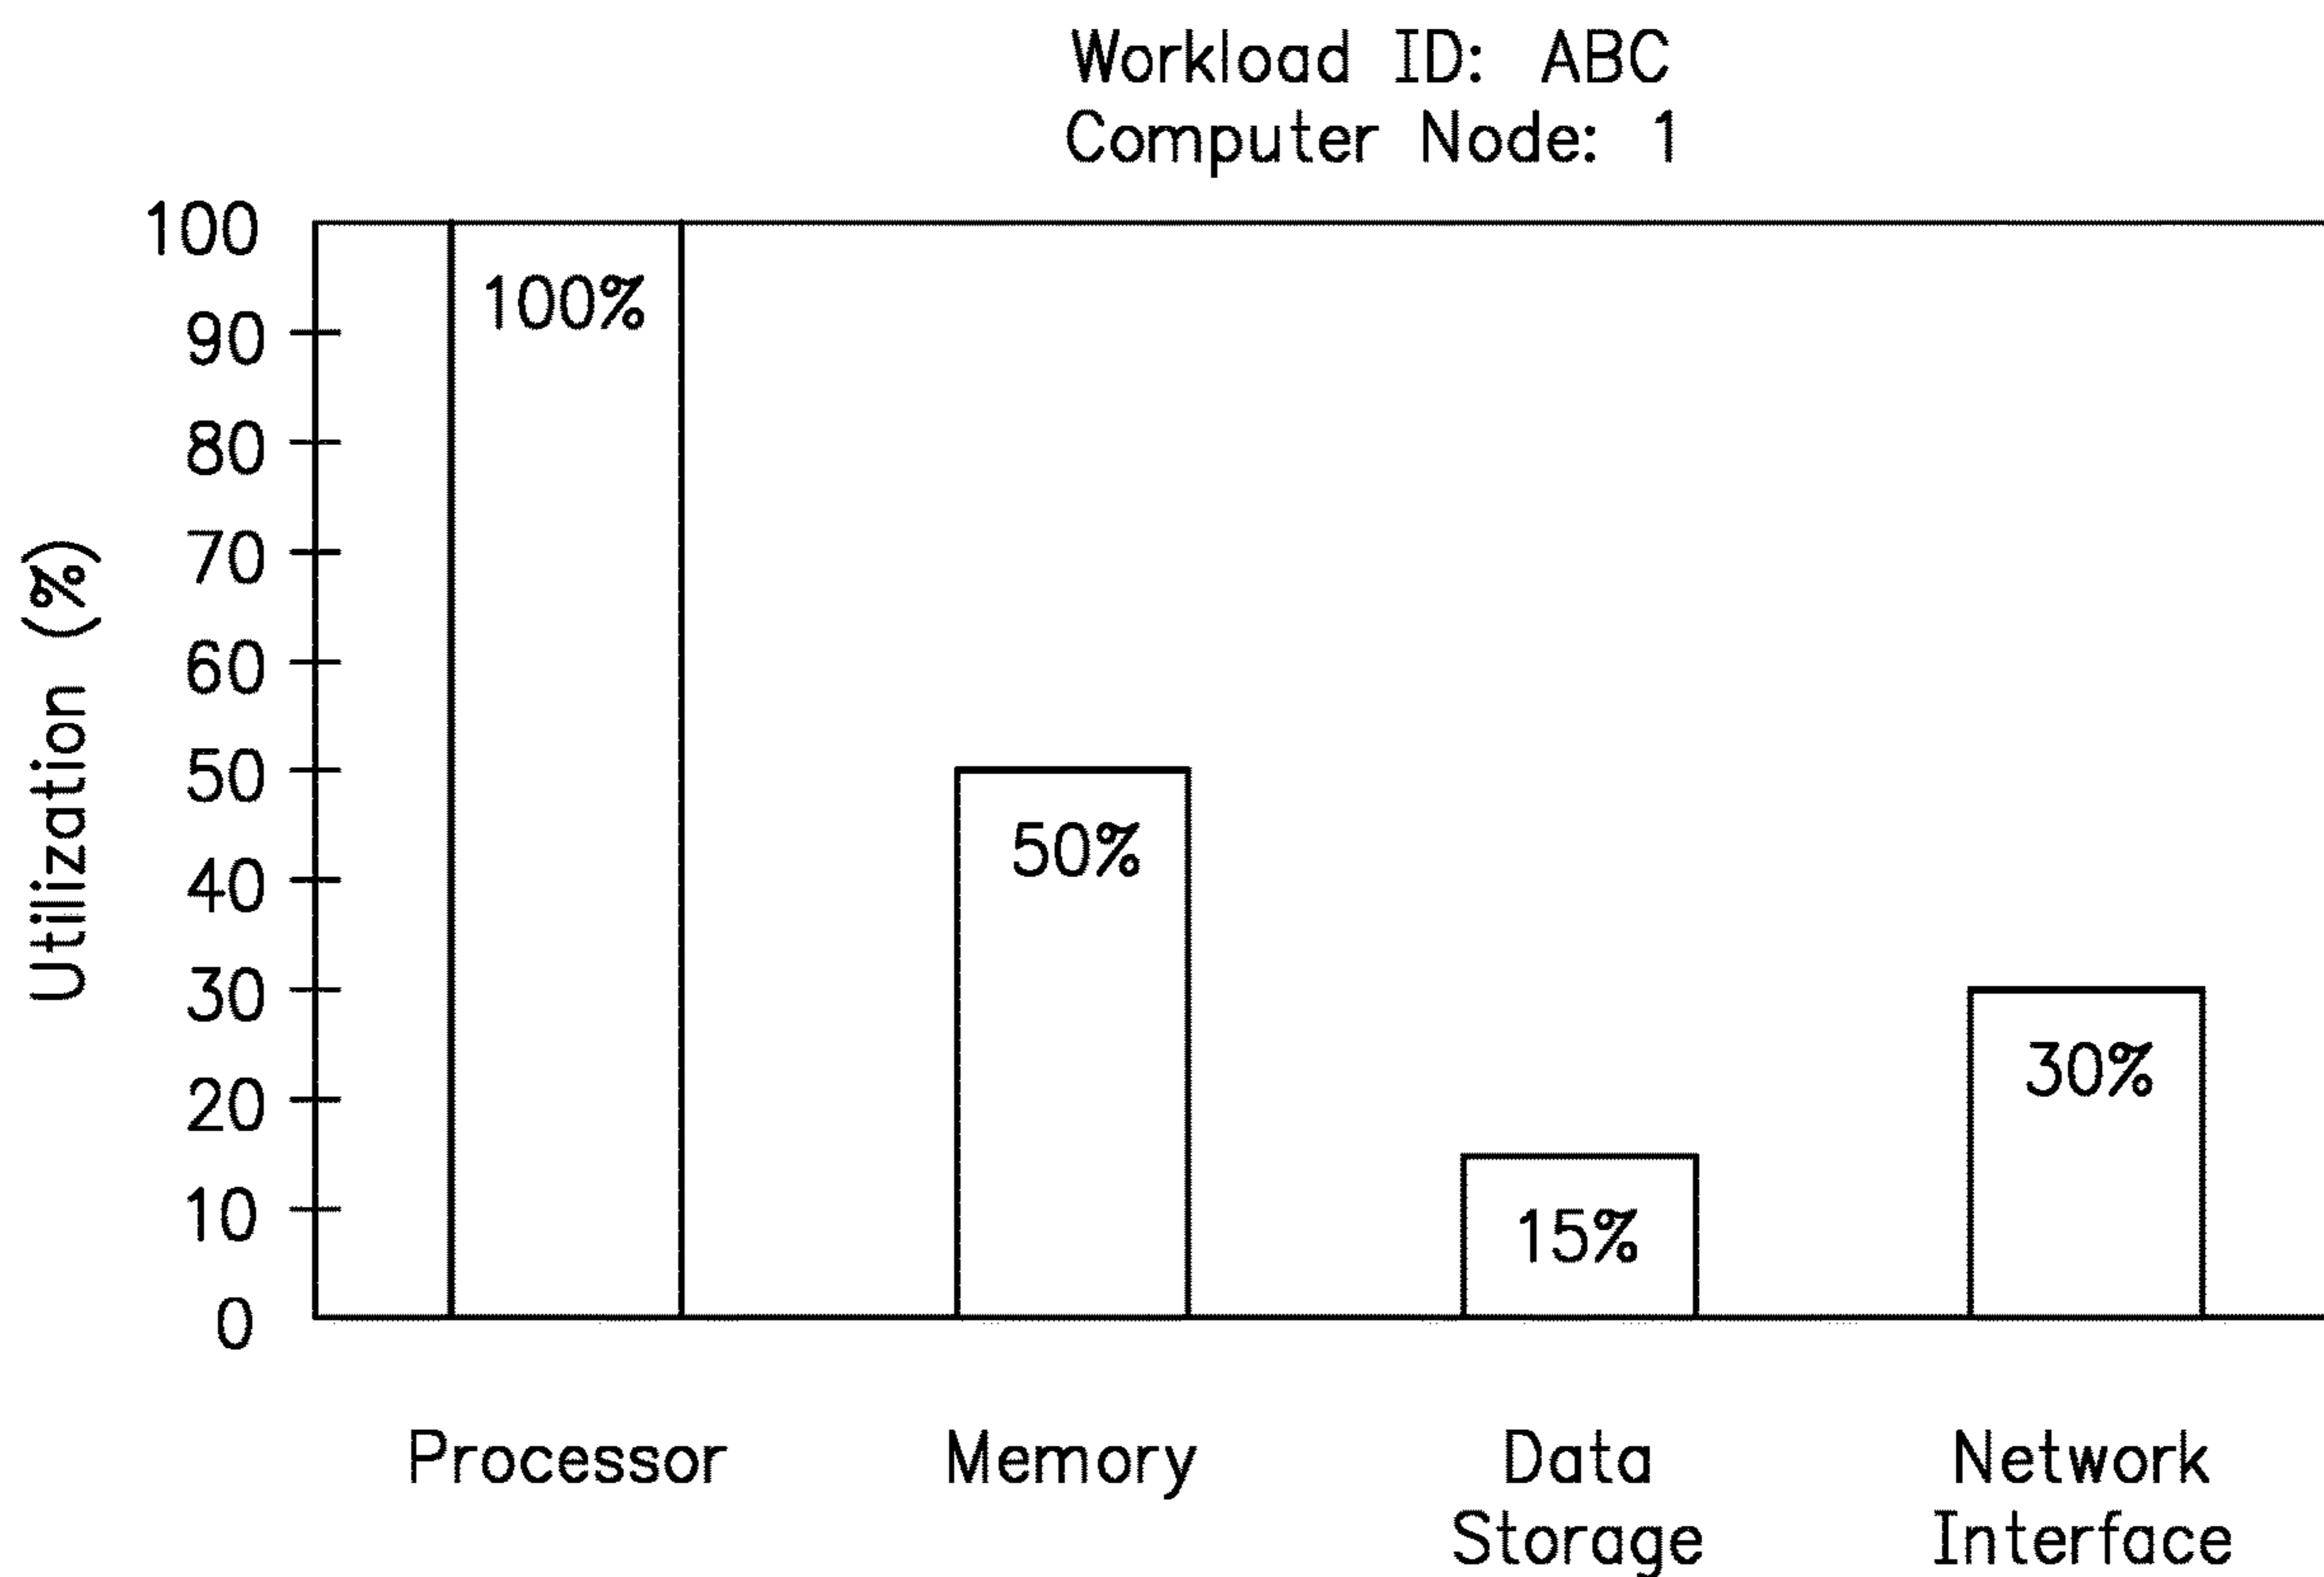 Workload ID: ABC
Computer Node: 1
Utilization (%)
100
90
80
70
60
50
40
30
20
10
0
100%
50%
15%
30%
Processor
Memory
Data
Storage
Network
Interface